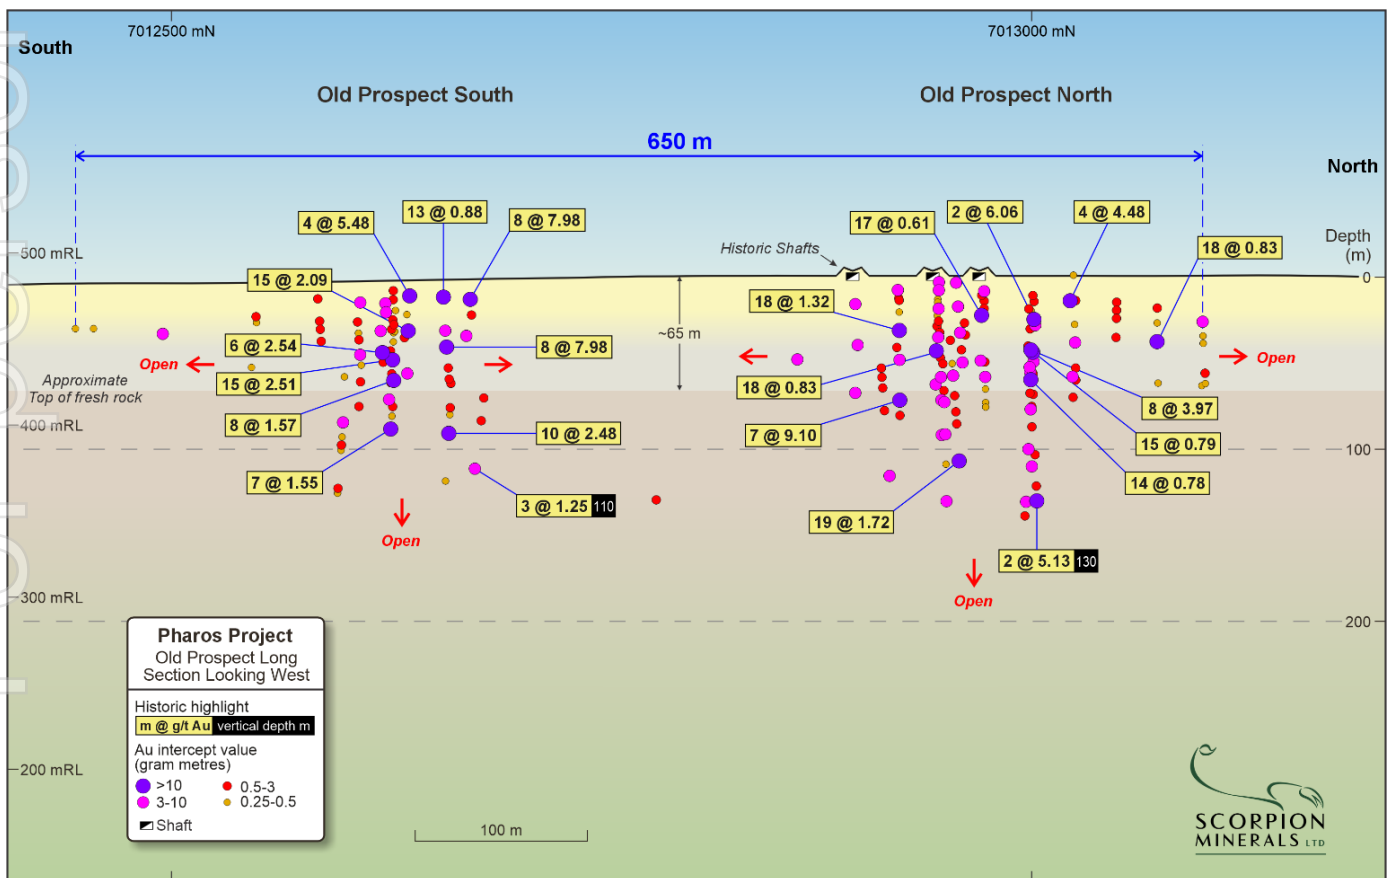 7012500 mN
7013000 mN
South
Old Prospect South
Old Prospect North
650 m
North
4 @ 5.48
13 @ 0.88
8 @ 7.98
17 @ 0.61
2 @ 6.06
4 @ 4.48
18 @ 0.83
500 mRL
Historic Shafts
Depth
(m)
0
15 @ 2.09
18 @ 1.32
~65 m
6 @ 2.54
8 @ 7.98
Open
Open
15 @ 2.51
18 @ 0.83
Approximate
Top of fresh rock
400 mRL
8 @ 1.57
10 @ 2.48
7 @ 9.10
8 @ 3.97
15 @ 0.79
100
7 @ 1.55
14 @ 0.78
3 @ 1.25 110
19 @ 1.72
Open
2 @ 5.13 130
Open
300 mRL
200
Pharos Project
Old Prospect Long
Section Looking West
Historic highlight
m @ g/t Au vertical depth m
Au intercept value
(gram metres)
>10
0.5-3
3-10
0.25-0.5
Shaft
200 mRL
100 m
SCORPION
MINERALS LTD